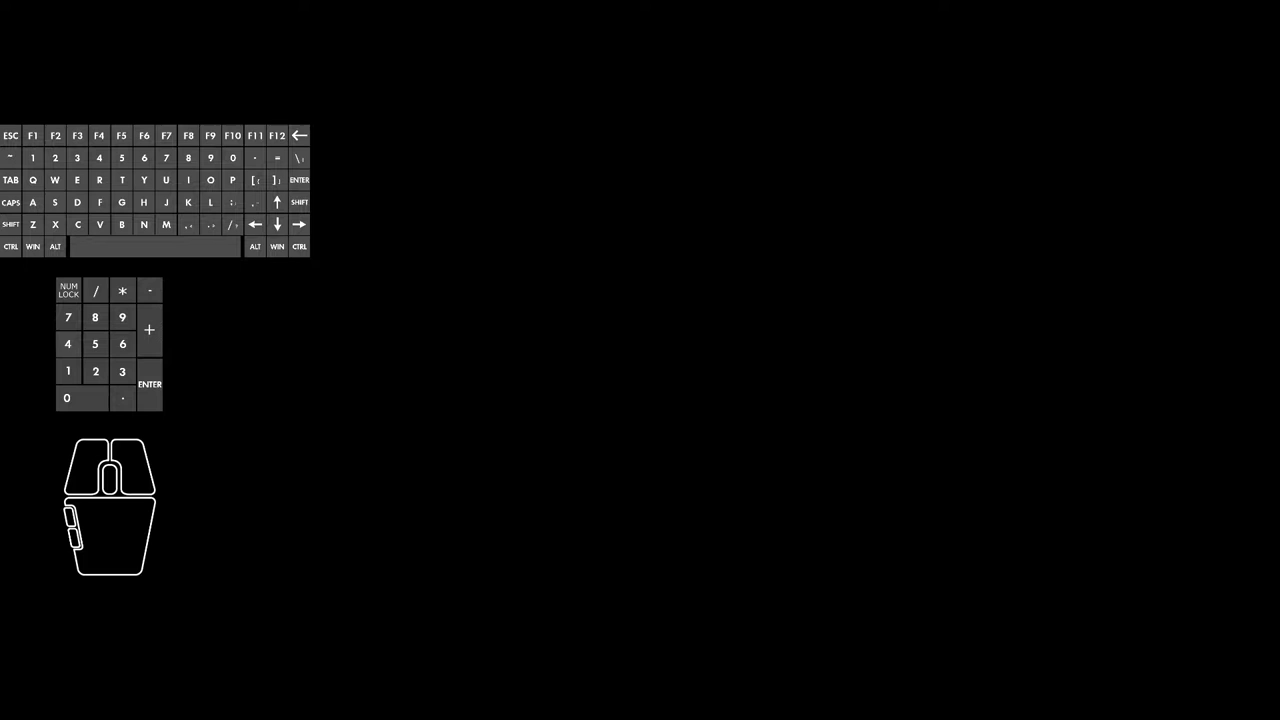 ESC F1 F2 F3 F4 F5 F6 F7 F8 F9 F10 F11 F12 ←
~ 1 2 3 4 5 6 7 8 9 0 - = \
TAB Q W E R T Y U I O P [ ] ENTER
CAPS A S D F G H J K L : ↑ SHIFT
SHIFT Z X C V B N M , . / ← ↓ →
CTRL WIN ALT ALT WIN CTRL
NUM LOCK / * -
7 8 9 +
4 5 6
1 2 3 ENTER
0 .